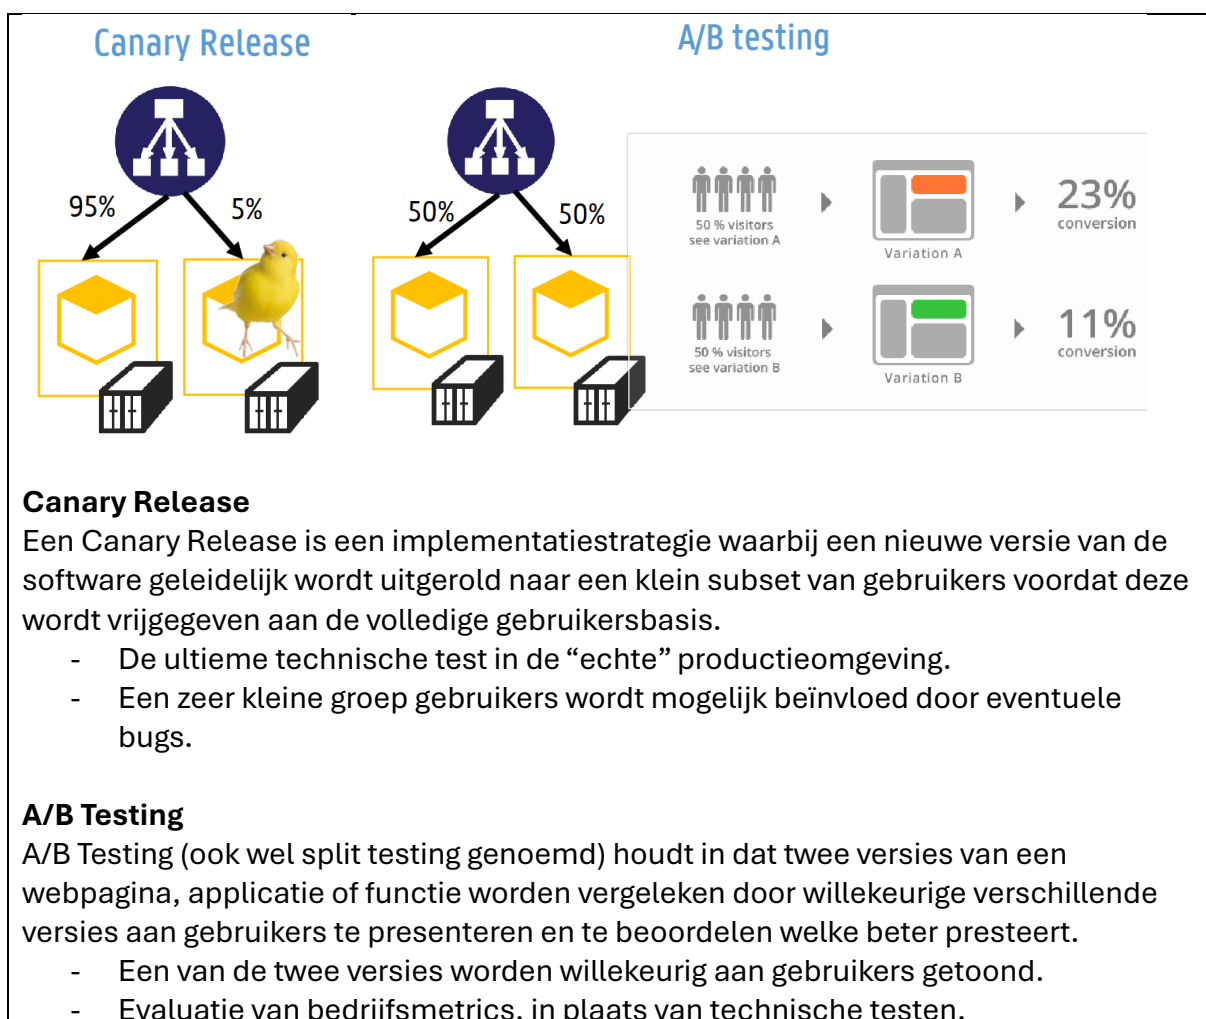 Canary Release
A/B testing
95%
5%
50%
50%
50 % visitors
see variation A
Variation A
23%
conversion
50 % visitors
see variation B
Variation B
11%
conversion
Canary Release
Een Canary Release is een implementatiestrategie waarbij een nieuwe versie van de
software geleidelijk wordt uitgerold naar een klein subset van gebruikers voordat deze
wordt vrijgegeven aan de volledige gebruikersbasis.
- De ultieme technische test in de “echte” productieomgeving.
- Een zeer kleine groep gebruikers wordt mogelijk beïnvloed door eventuele
bugs.
A/B Testing
A/B Testing (ook wel split testing genoemd) houdt in dat twee versies van een
webpagina, applicatie of functie worden vergeleken door willekeurige verschillende
versies aan gebruikers te presenteren en te beoordelen welke beter presteert.
- Een van de twee versies worden willekeurig aan gebruikers getoond.
- Evaluatie van bedrijfsmetrics, in plaats van technische testen.